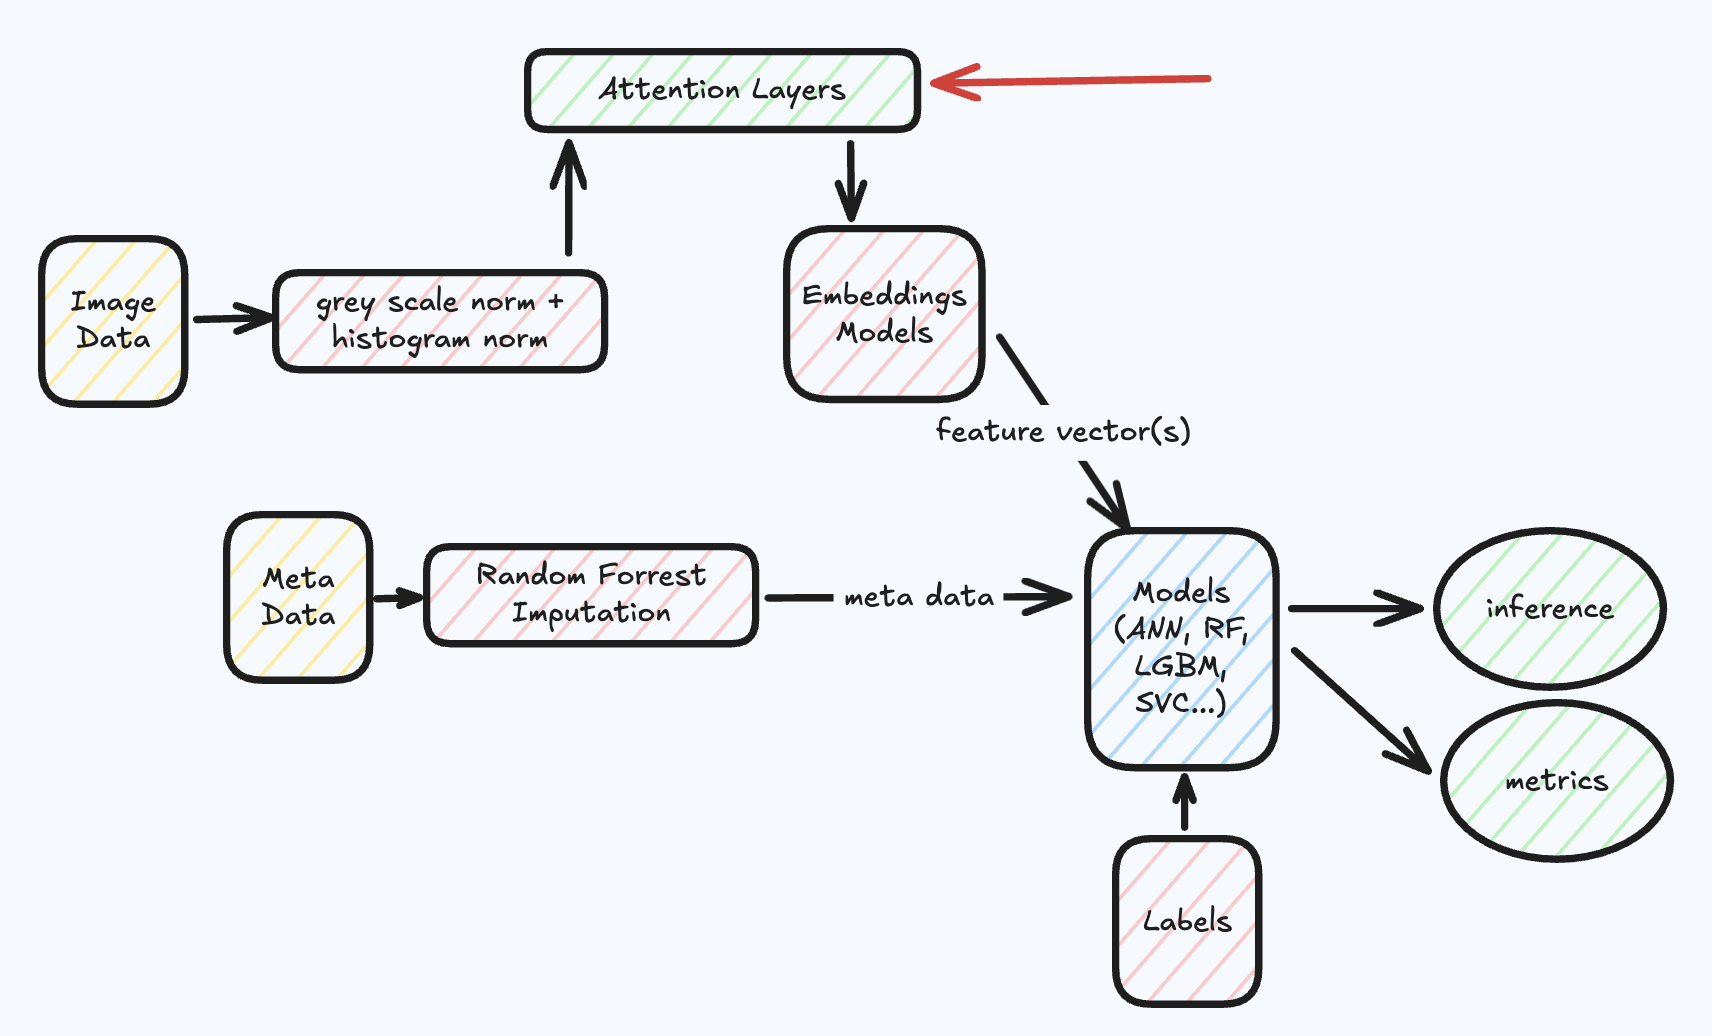 Attention Layers
Image
Data
grey scale norm +
histogram norm
Embeddings
Models
feature vector(s)
Meta
Data
Random Forrest
Imputation
meta data
Models
(ANN, RF,
LGBM,
SVC...)
inference
metrics
Labels